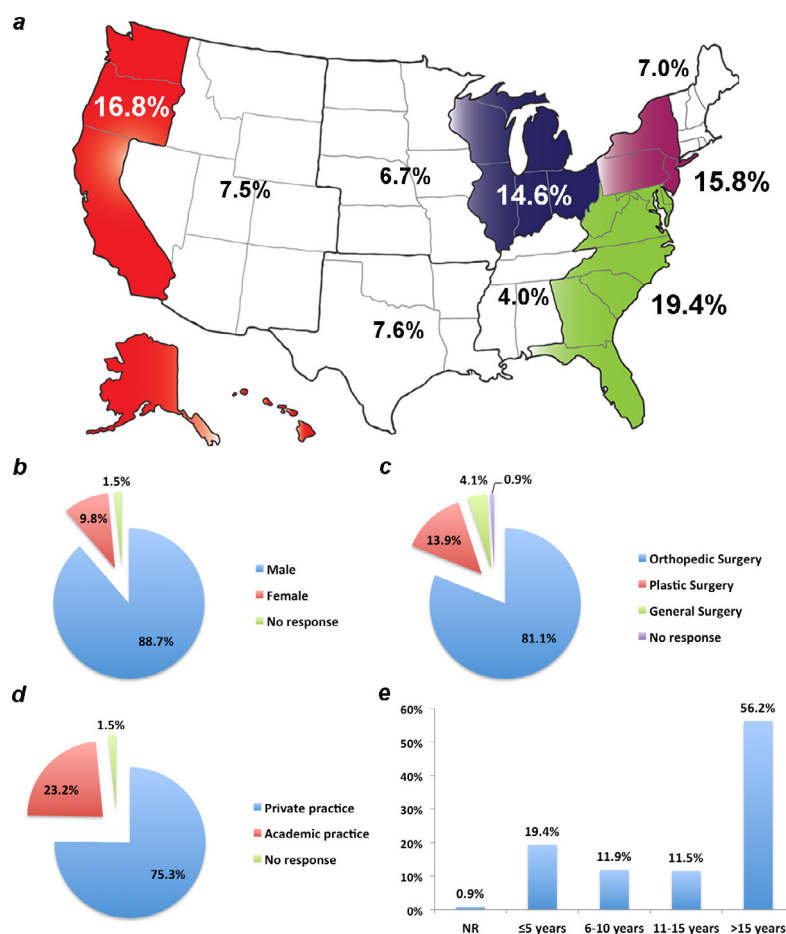 a
7.0%
16.8%
7.5%
6.7%
14.6%
15.8%
4.0%
19.4%
7.6%
b
1.5%
9.8%
88.7%
Male
Female
No response
c
4.1%
0.9%
13.9%
81.1%
Orthopedic Surgery
Plastic Surgery
General Surgery
No response
d
1.5%
23.2%
75.3%
Private practice
Academic practice
No response
e
60%
50%
40%
30%
20%
10%
0%
0.9%
19.4%
11.9%
11.5%
56.2%
NR
≤5 years
6-10 years
11-15 years
>15 years